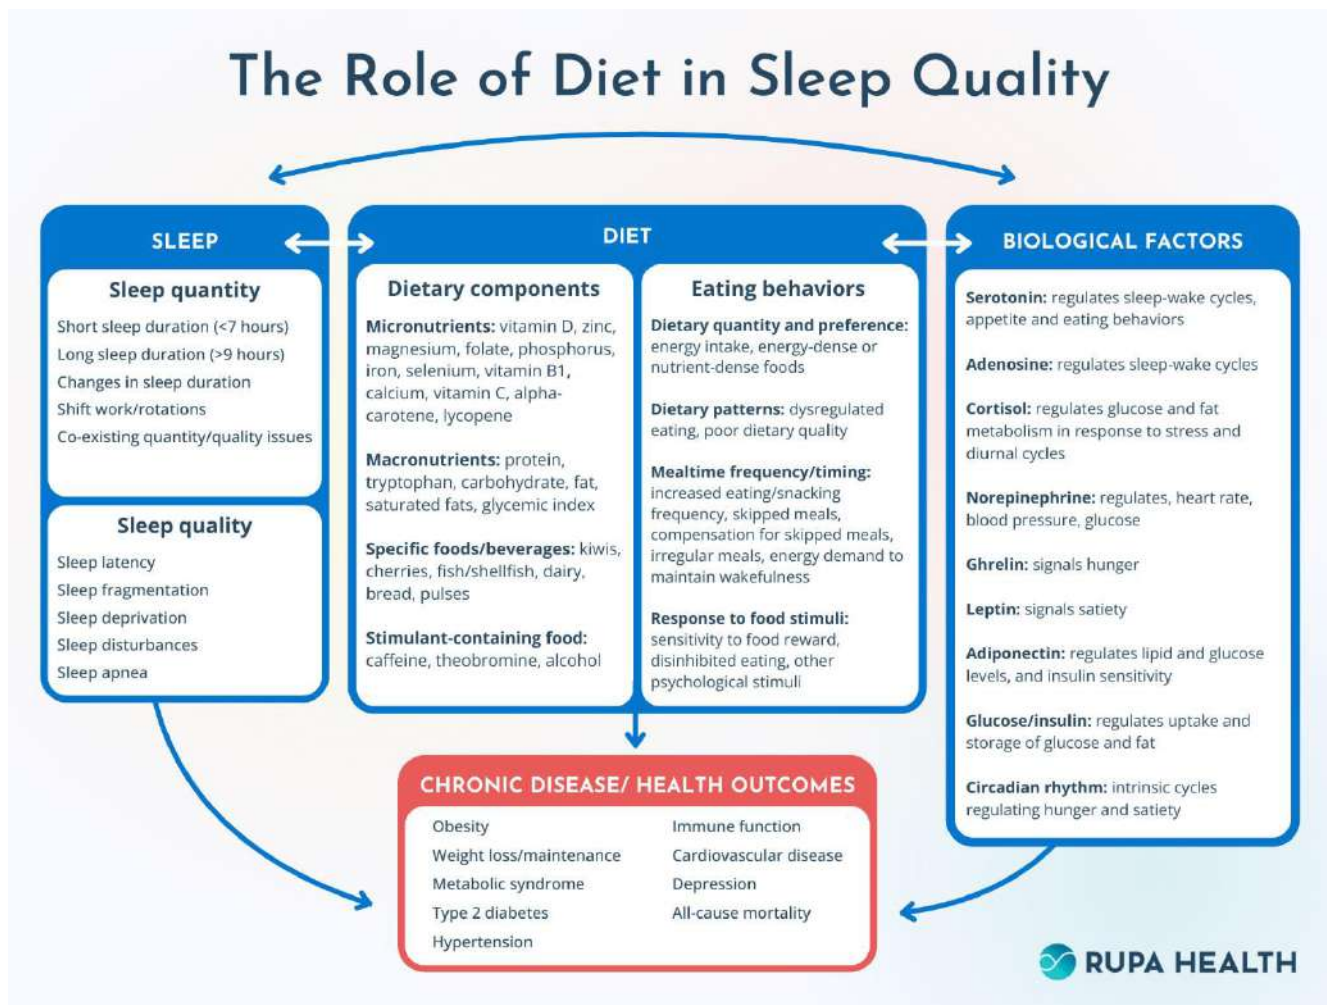 The Role of Diet in Sleep Quality
SLEEP
Sleep quantity
Short sleep duration (<7 hours)
Long sleep duration (>9 hours)
Changes in sleep duration
Shift work/rotations
Co-existing quantity/quality issues
Sleep quality
Sleep latency
Sleep fragmentation
Sleep deprivation
Sleep disturbances
Sleep apnea
DIET
Dietary components
Micronutrients: vitamin D, zinc,
magnesium, folate, phosphorus,
iron, selenium, vitamin B1,
calcium, vitamin C, alpha-
carotene, lycopene
Macronutrients: protein,
tryptophan, carbohydrate, fat,
saturated fats, glycemic index
Specific foods/beverages: kiwis,
cherries, fish/shellfish, dairy,
bread, pulses
Stimulant-containing food:
caffeine, theobromine, alcohol
Eating behaviors
Dietary quantity and preference:
energy intake, energy-dense or
nutrient-dense foods
Dietary patterns: dysregulated
eating, poor dietary quality
Mealtime frequency/timing:
increased eating/snacking
frequency, skipped meals,
compensation for skipped meals,
irregular meals, energy demand to
maintain wakefulness
Response to food stimuli:
sensitivity to food reward,
disinhibited eating, other
psychological stimuli
BIOLOGICAL FACTORS
Serotonin: regulates sleep-wake cycles,
appetite and eating behaviors
Adenosine: regulates sleep-wake cycles
Cortisol: regulates glucose and fat
metabolism in response to stress and
diurnal cycles
Norepinephrine: regulates, heart rate,
blood pressure, glucose
Ghrelin: signals hunger
Leptin: signals satiety
Adiponectin: regulates lipid and glucose
levels, and insulin sensitivity
Glucose/insulin: regulates uptake and
storage of glucose and fat
Circadian rhythm: intrinsic cycles
regulating hunger and satiety
CHRONIC DISEASE/ HEALTH OUTCOMES
Obesity
Weight loss/maintenance
Metabolic syndrome
Type 2 diabetes
Hypertension
Immune function
Cardiovascular disease
Depression
All-cause mortality
RUPA HEALTH